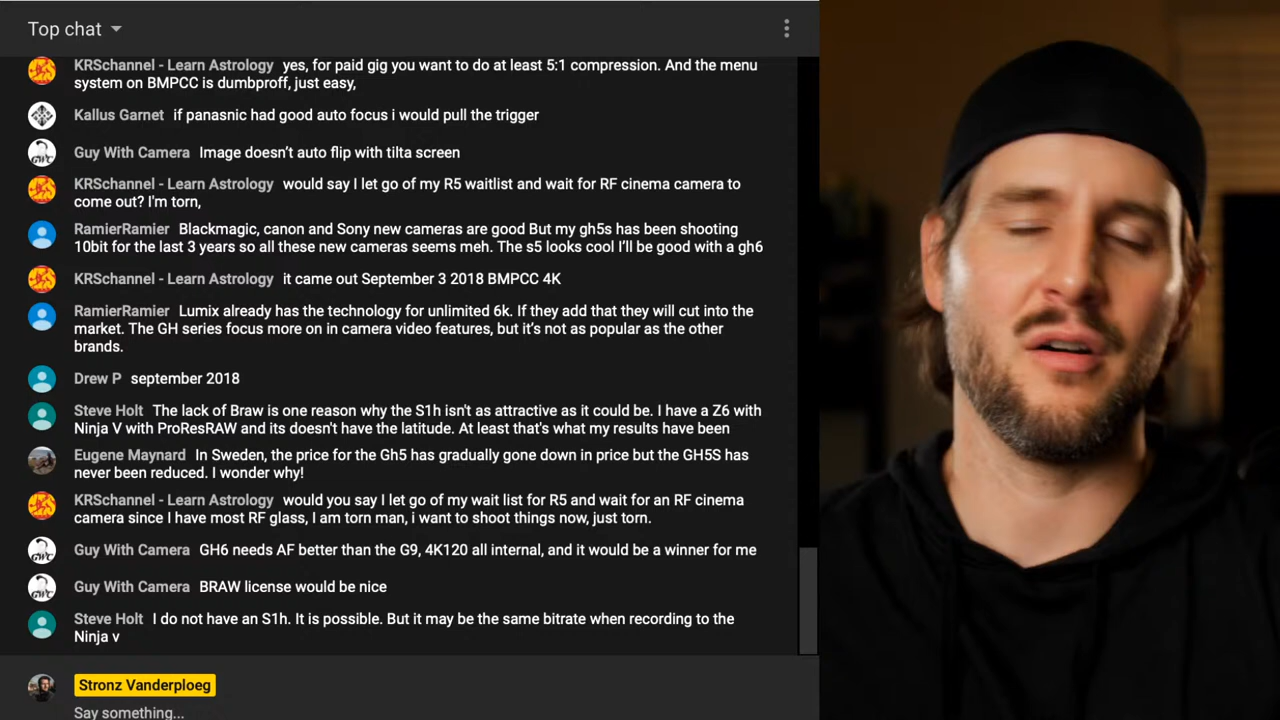 Top chat
KRSchannel - Learn Astrology yes, for paid gig you want to do at least 5:1 compression. And the menu
system on BMPCC is dumbproff, just easy,
Kallus Garnet if panasnic had good auto focus i would pull the trigger
Guy With Camera Image doesn't auto flip with tilta screen
KRSchannel - Learn Astrology would say I let go of my R5 waitlist and wait for RF cinema camera to
come out? I'm torn,
RamierRamier Blackmagic, canon and Sony new cameras are good But my gh5s has been shooting
10bit for the last 3 years so all these new cameras seems meh. The s5 looks cool I'll be good with a gh6
KRSchannel - Learn Astrology it came out September 3 2018 BMPCC 4K
RamierRamier Lumix already has the technology for unlimited 6k. If they add that they will cut into the
market. The GH series focus more on in camera video features, but it's not as popular as the other
brands.
Drew P september 2018
Steve Holt The lack of Braw is one reason why the S1h isn't as attractive as it could be. I have a Z6 with
Ninja V with ProResRAW and its doesn't have the latitude. At least that's what my results have been
Eugene Maynard In Sweden, the price for the Gh5 has gradually gone down in price but the GH5S has
never been reduced. I wonder why!
KRSchannel - Learn Astrology would you say I let go of my wait list for R5 and wait for an RF cinema
camera since I have most RF glass, I am torn man, i want to shoot things now, just torn.
Guy With Camera GH6 needs AF better than the G9, 4K120 all internal, and it would be a winner for me
Guy With Camera BRAW license would be nice
Steve Holt I do not have an S1h. It is possible. But it may be the same bitrate when recording to the
Ninja v
Stronz Vanderploeg
Say something...